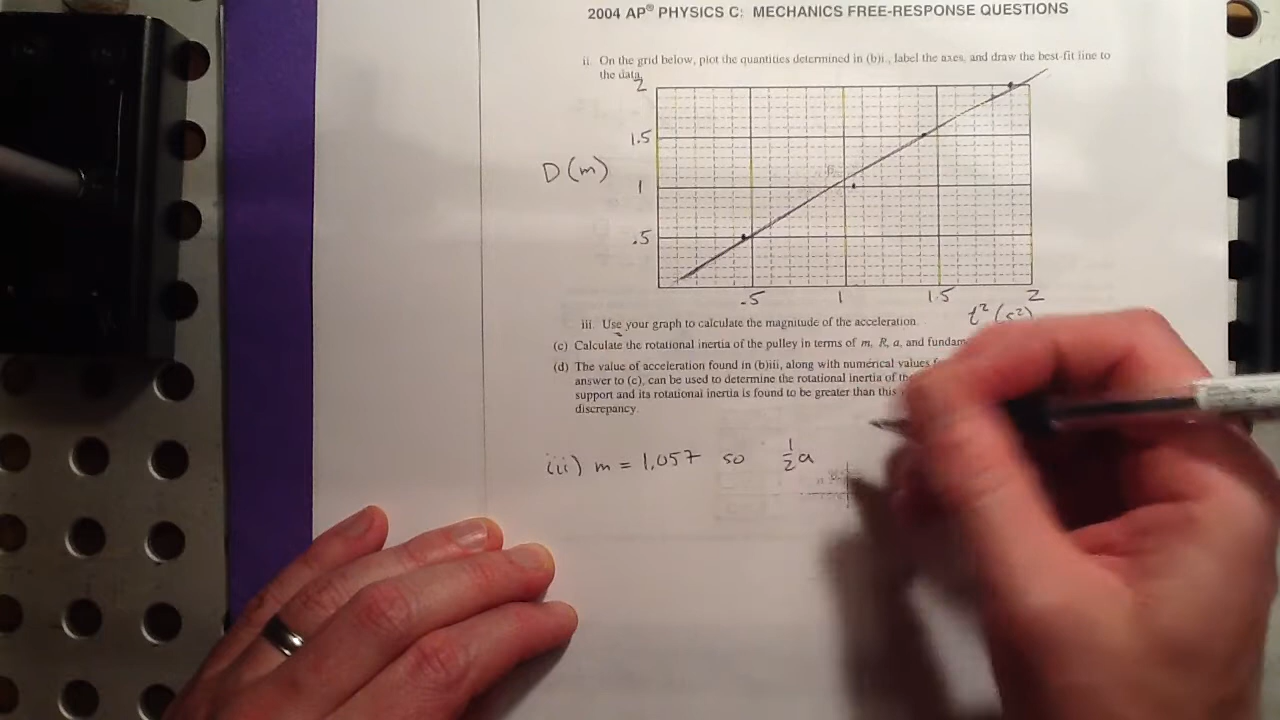 2004 AP® PHYSICS C: MECHANICS FREE-RESPONSE QUESTIONS
ii. On the grid below, plot the quantities determined in (b)i., label the axes, and draw the best-fit line to
the data.
2
1.5
D (m)
1
.5
.5 1 1.5 2
t² (s²)
iii. Use your graph to calculate the magnitude of the acceleration.
(c) Calculate the rotational inertia of the pulley in terms of m, R, a, and
(d) The value of acceleration found in (b)iii, along with numerical values
answer to (c), can be used to determine the rotational inertia of
support and its rotational inertia is found to be greater than this
discrepancy.
iii) m = 1.057 so 1/2 a